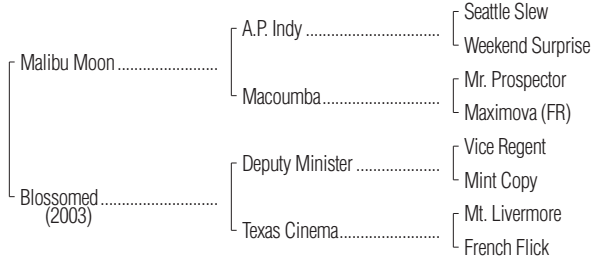 Seattle Slew
A.P. Indy
Weekend Surprise
Malibu Moon
Mr. Prospector
Macoumba
Maximova (FR)
Vice Regent
Deputy Minister
Mint Copy
Blossomed
(2003)
Mt. Livermore
Texas Cinema
French Flick